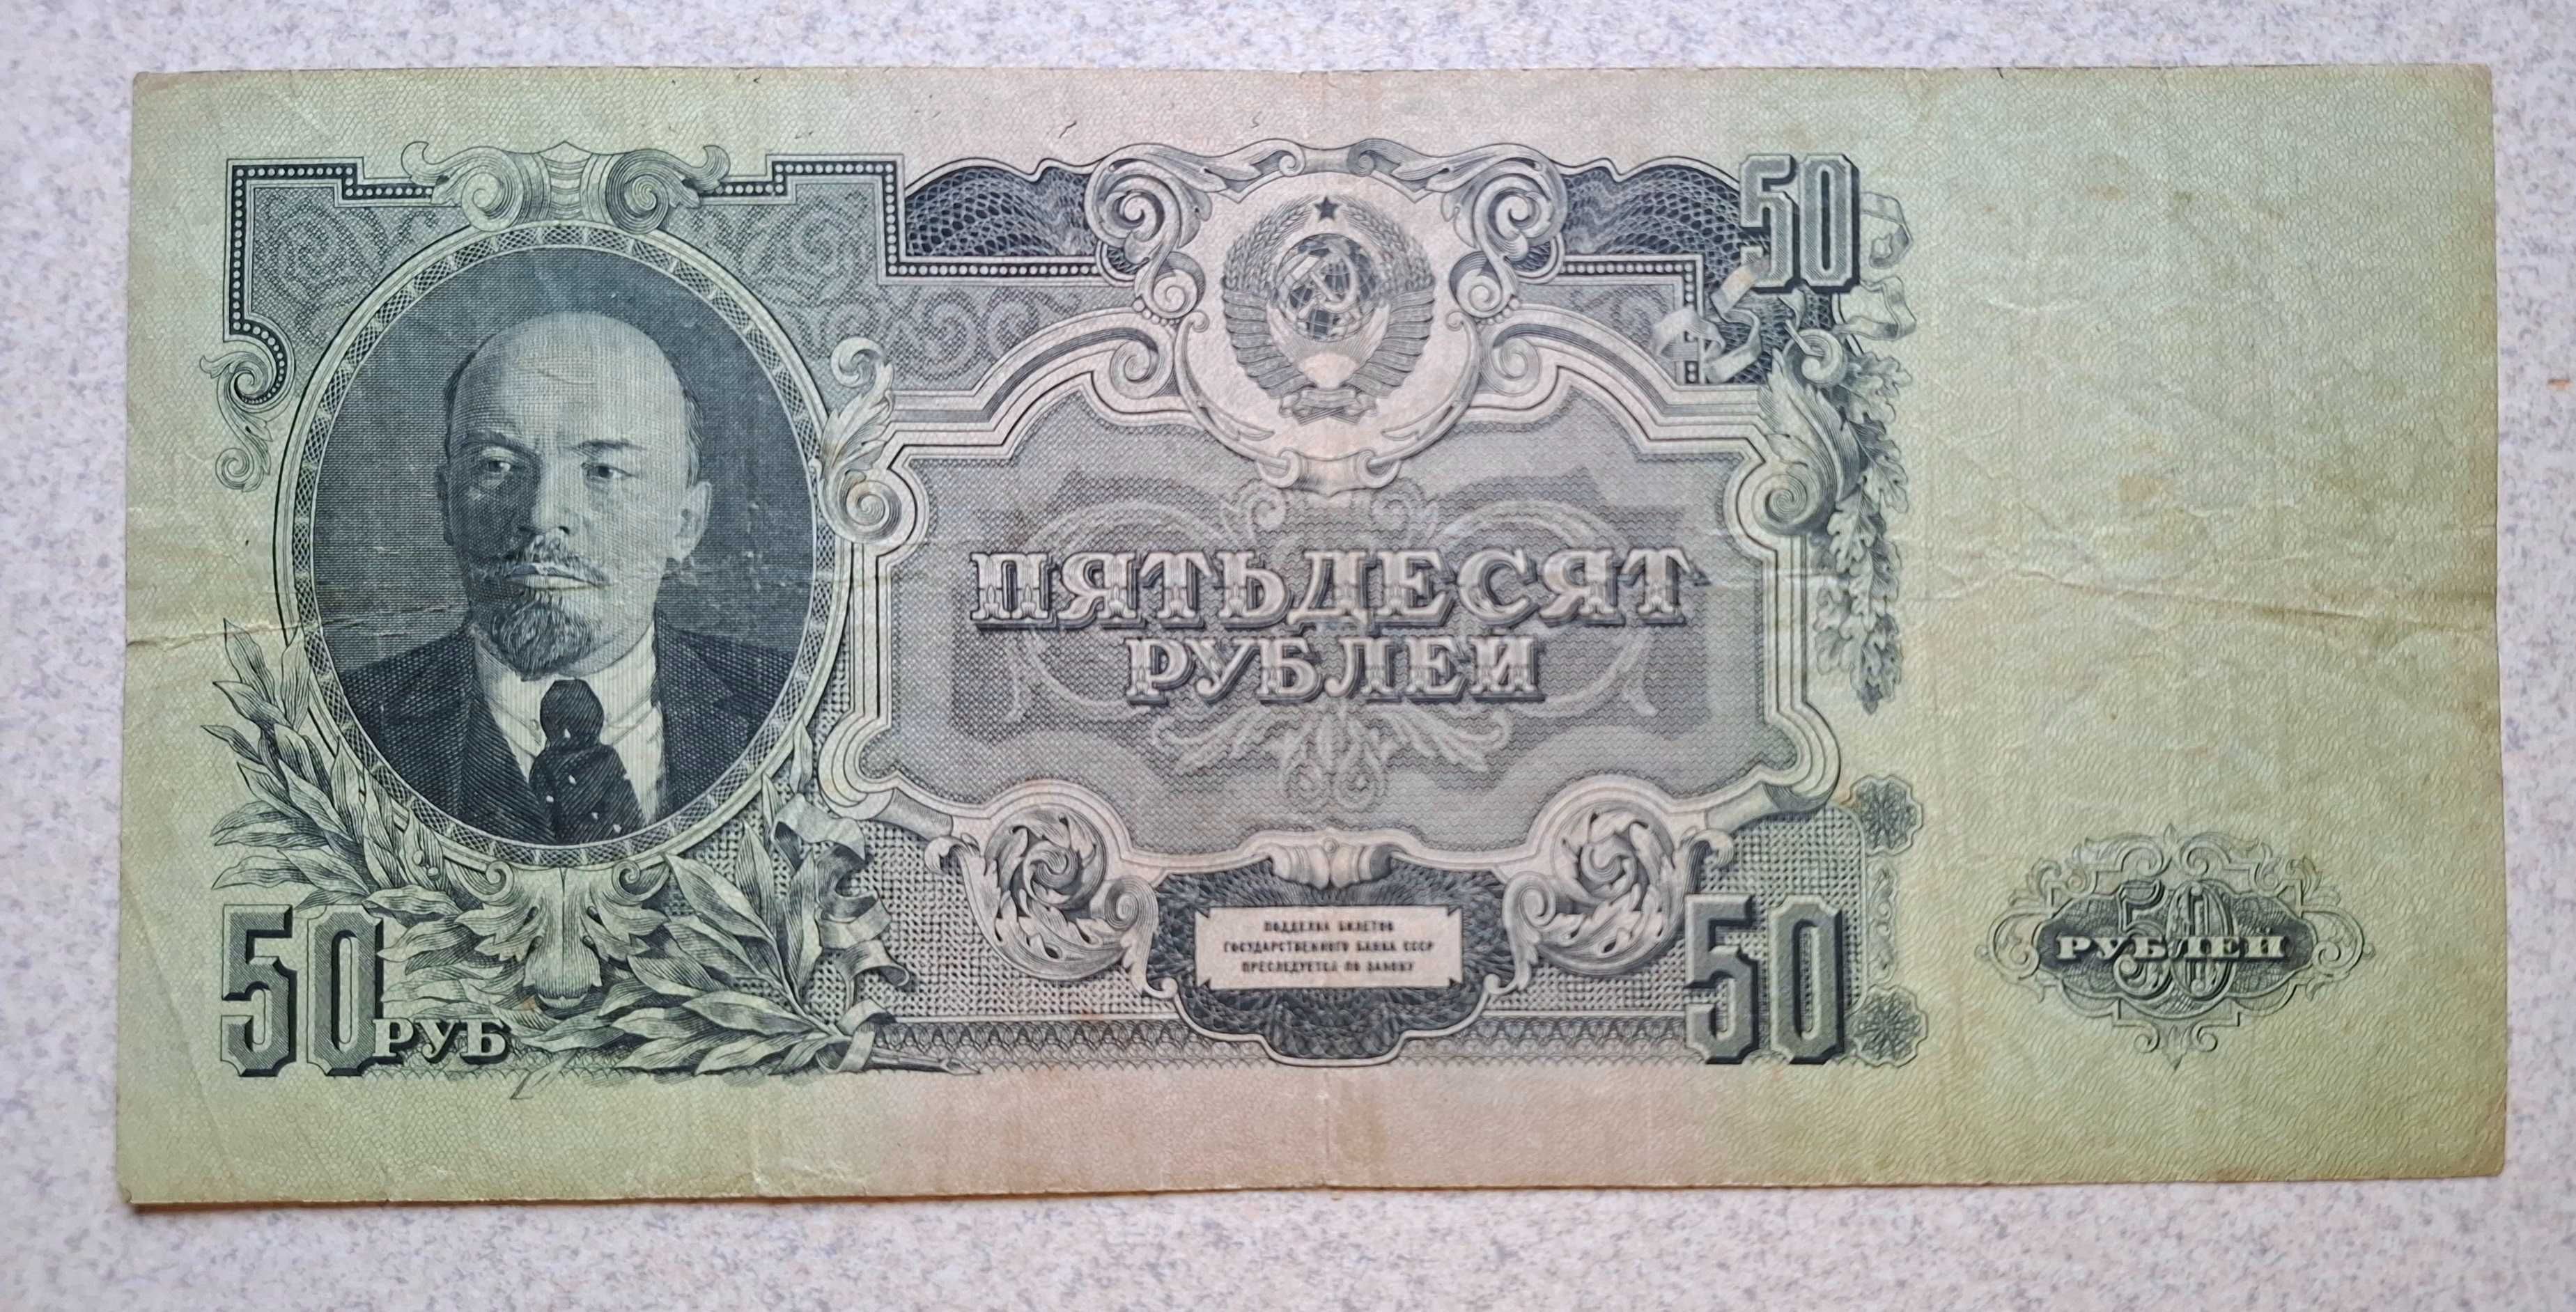 50
ПЯТЬДЕСЯТ
РУБЛЕЙ
ПОДДЕЛКА БИЛЕТОВ
ГОСУДАРСТВЕННОГО БАНКА СССР
ПРЕСЛЕДУЕТСЯ ПО ЗАКОНУ
50 РУБ
50
50
РУБЛЕЙ